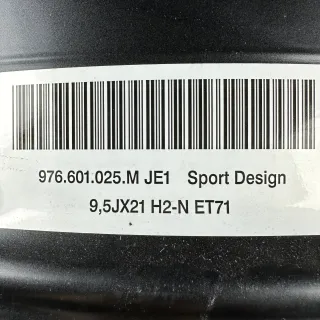 976.601.025.M JE1 Sport Design
9,5JX21 H2-N ET71